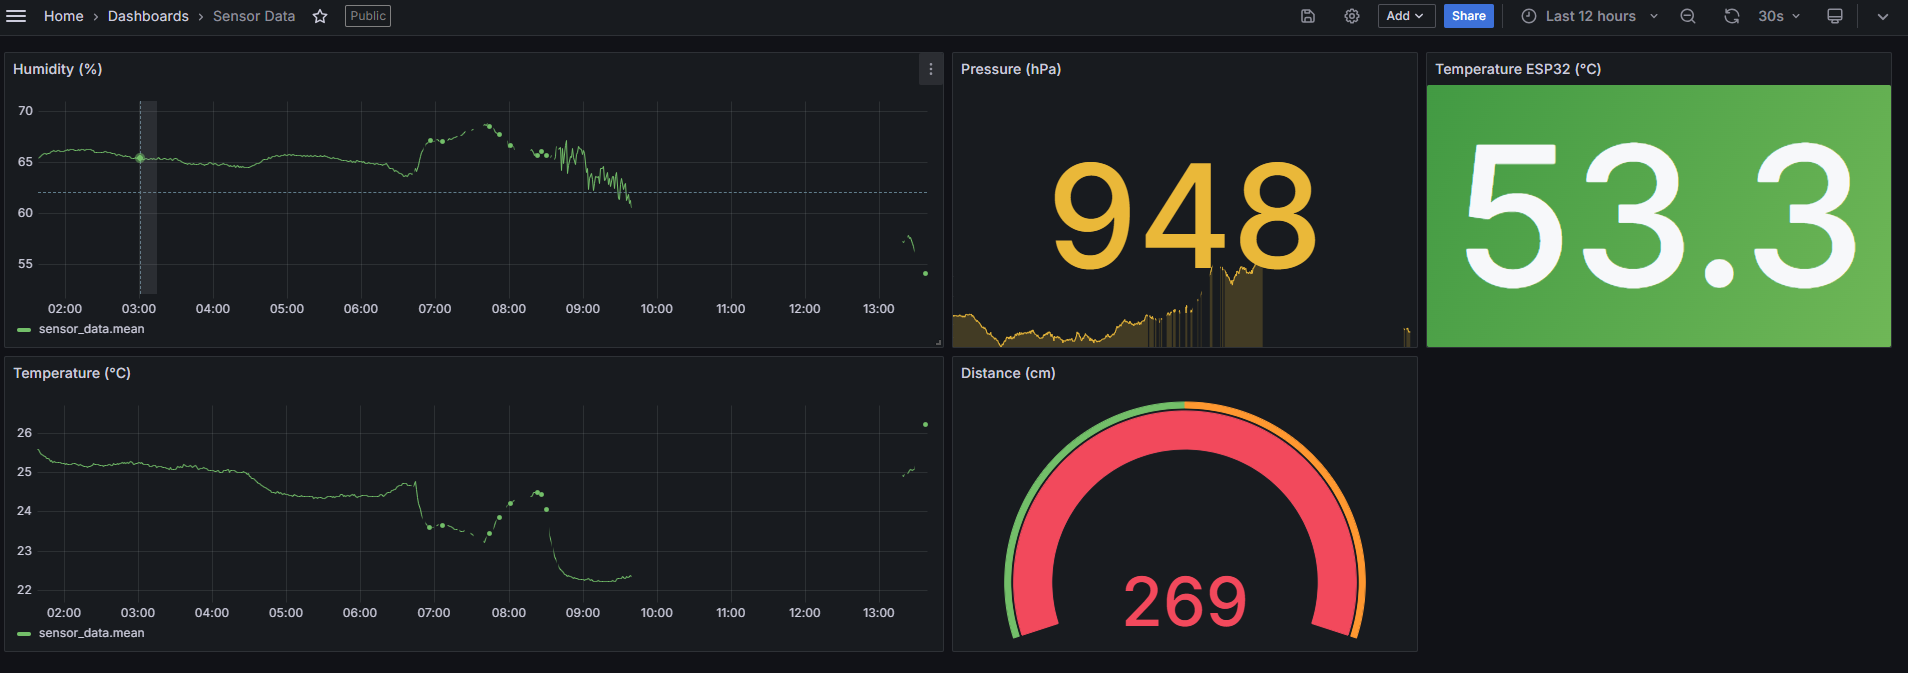 Home › Dashboards › Sensor Data Public Add Share Last 12 hours 30s
Humidity (%)
70
65
60
55
02:00 03:00 04:00 05:00 06:00 07:00 08:00 09:00 10:00 11:00 12:00 13:00
sensor_data.mean
Pressure (hPa)
948
Temperature ESP32 (°C)
53.3
Temperature (°C)
26
25
24
23
22
02:00 03:00 04:00 05:00 06:00 07:00 08:00 09:00 10:00 11:00 12:00 13:00
sensor_data.mean
Distance (cm)
269